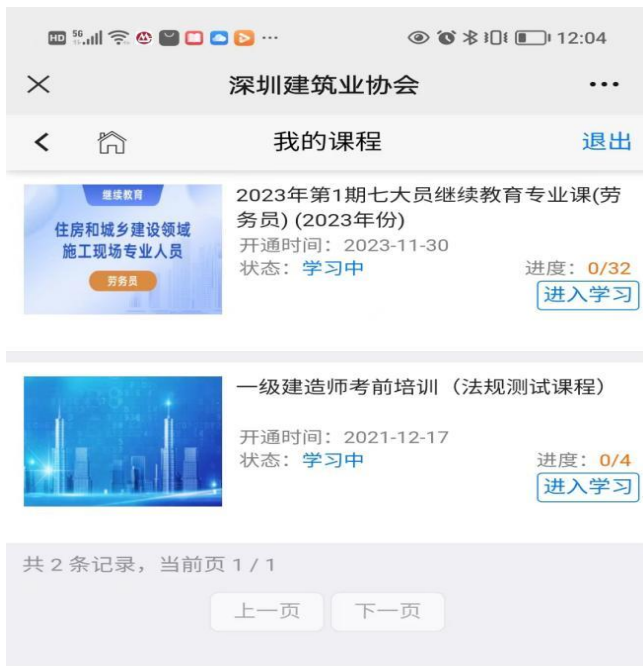 HD 5G 12:04
深圳建筑业协会
我的课程 退出
继续教育
住房和城乡建设领域
施工现场专业人员
劳务员
2023年第1期七大员继续教育专业课(劳
务员) (2023年份)
开通时间：2023-11-30
状态：学习中 进度：0/32
进入学习
一级建造师考前培训（法规测试课程）
开通时间：2021-12-17
状态：学习中 进度：0/4
进入学习
共 2 条记录，当前页 1 / 1
上一页 下一页